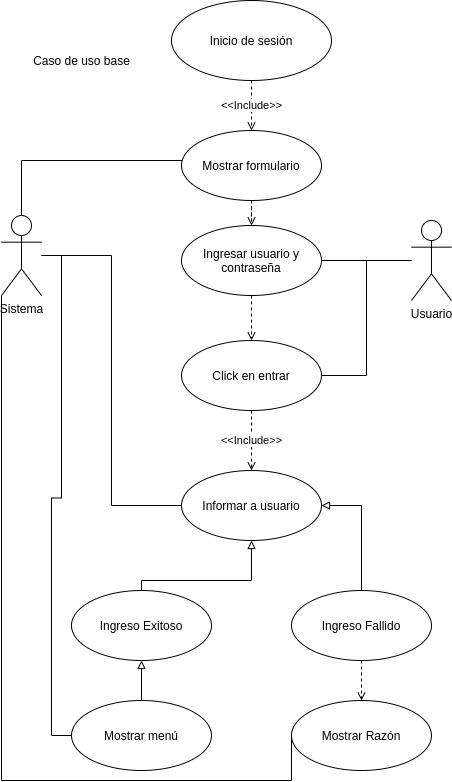 Inicio de sesión
Caso de uso base
<<Include>>
Mostrar formulario
Ingresar usuario y
contraseña
Sistema
Usuario
Click en entrar
<<Include>>
Informar a usuario
Ingreso Exitoso
Ingreso Fallido
Mostrar menú
Mostrar Razón